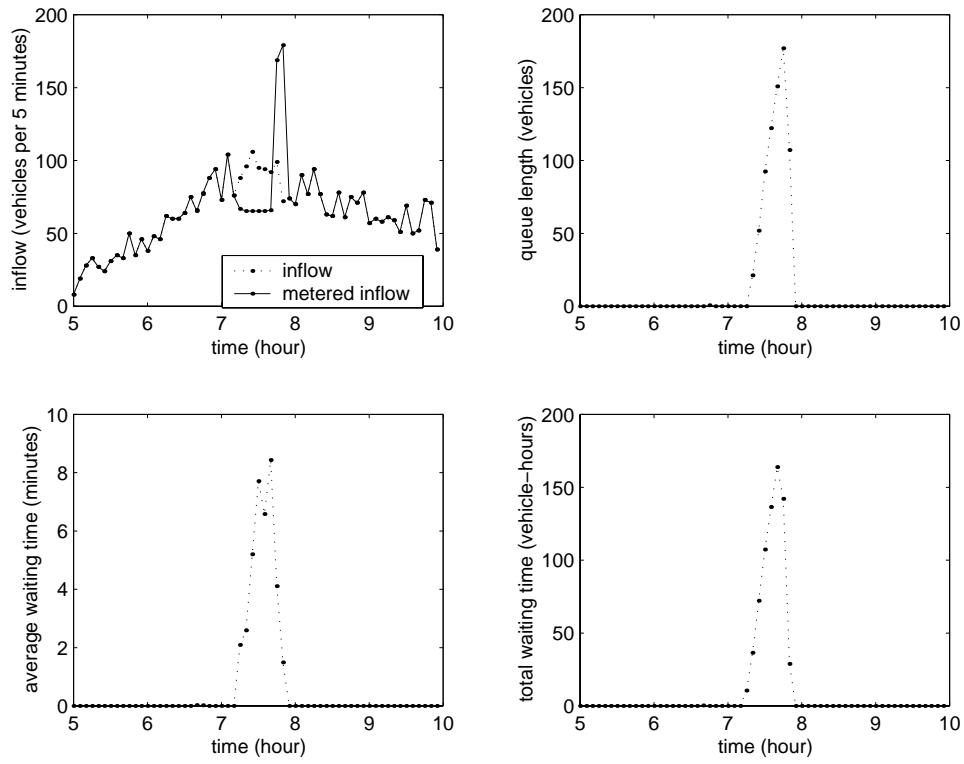 inflow (vehicles per 5 minutes)
200
150
100
50
0
inflow
metered inflow
5 6 7 8 9 10
time (hour)
queue length (vehicles)
200
150
100
50
0
5 6 7 8 9 10
time (hour)
average waiting time (minutes)
10
8
6
4
2
0
5 6 7 8 9 10
time (hour)
total waiting time (vehicle−hours)
200
150
100
50
0
5 6 7 8 9 10
time (hour)